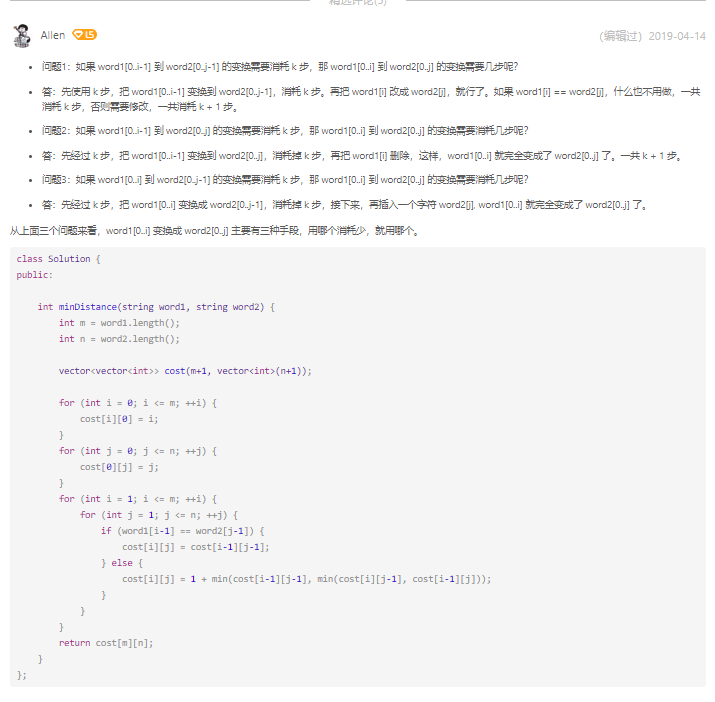 精选评论(5)
Allen L5 (编辑过) 2019-04-14
• 问题1：如果 word1[0..i-1] 到 word2[0..j-1] 的变换需要消耗 k 步，那 word1[0..i] 到 word2[0..j] 的变换需要几步呢？
• 答：先使用 k 步，把 word1[0..i-1] 变换到 word2[0..j-1]，消耗 k 步。再把 word1[i] 改成 word2[j]，就行了。如果 word1[i] == word2[j]，什么也不用做，一共
消耗 k 步，否则需要修改，一共消耗 k + 1 步。
• 问题2：如果 word1[0..i-1] 到 word2[0..j] 的变换需要消耗 k 步，那 word1[0..i] 到 word2[0..j] 的变换需要消耗几步呢？
• 答：先经过 k 步，把 word1[0..i-1] 变换到 word2[0..j]，消耗掉 k 步，再把 word1[i] 删除，这样，word1[0..i] 就完全变成了 word2[0..j] 了。一共 k + 1 步。
• 问题3：如果 word1[0..i] 到 word2[0..j-1] 的变换需要消耗 k 步，那 word1[0..i] 到 word2[0..j] 的变换需要消耗几步呢？
• 答：先经过 k 步，把 word1[0..i] 变换成 word2[0..j-1]，消耗掉 k 步，接下来，再插入一个字符 word2[j], word1[0..i] 就完全变成了 word2[0..j] 了。
从上面三个问题来看，word1[0..i] 变换成 word2[0..j] 主要有三种手段，用哪个消耗少，就用哪个。
class Solution {
public:
    int minDistance(string word1, string word2) {
        int m = word1.length();
        int n = word2.length();
        vector<vector<int>> cost(m+1, vector<int>(n+1));
        for (int i = 0; i <= m; ++i) {
            cost[i][0] = i;
        }
        for (int j = 0; j <= n; ++j) {
            cost[0][j] = j;
        }
        for (int i = 1; i <= m; ++i) {
            for (int j = 1; j <= n; ++j) {
                if (word1[i-1] == word2[j-1]) {
                    cost[i][j] = cost[i-1][j-1];
                } else {
                    cost[i][j] = 1 + min(cost[i-1][j-1], min(cost[i][j-1], cost[i-1][j]));
                }
            }
        }
        return cost[m][n];
    }
};